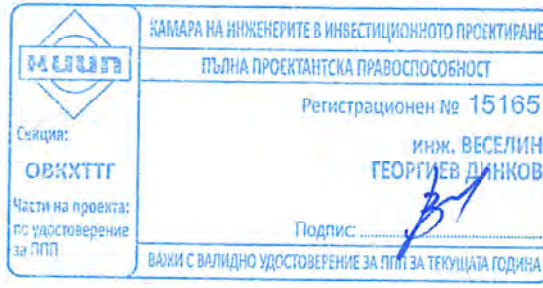 КАМАРА НА ИНЖЕНЕРИТЕ В ИНВЕСТИЦИОННОТО ПРОЕКТИРАНЕ
КИИП
ПЪЛНА ПРОЕКТАНТСКА ПРАВОСПОСОБНОСТ
Регистрационен № 15165
Секция:
ОВКХТТГ
инж. ВЕСЕЛИН
ГЕОРГИЕВ ДИНКОВ
Части на проекта:
по удостоверение
за ППП
Подпис:
ВАЖИ С ВАЛИДНО УДОСТОВЕРЕНИЕ ЗА ППП ЗА ТЕКУЩАТА ГОДИНА